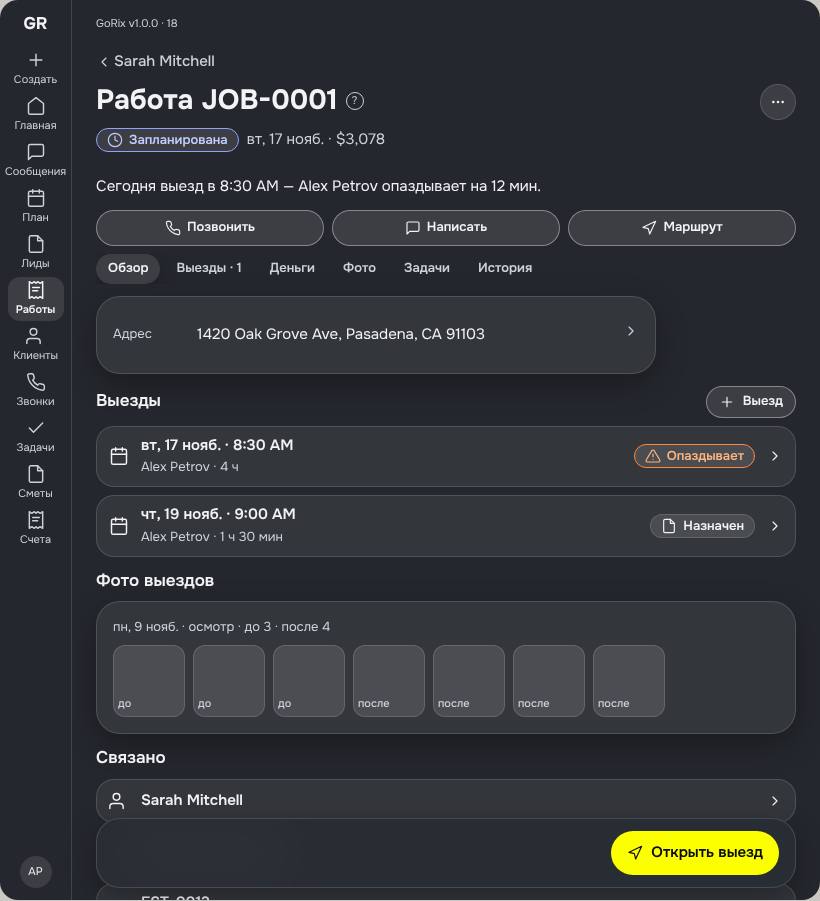 GR
GoRix v1.0.0 · 18
Создать
Главная
Сообщения
План
Лиды
Работы
Клиенты
Звонки
Задачи
Сметы
Счета
AP
Sarah Mitchell
Работа JOB-0001 ?
Запланирована вт, 17 нояб. · $3,078
Сегодня выезд в 8:30 AM — Alex Petrov опаздывает на 12 мин.
Позвонить Написать Маршрут
Обзор Выезды · 1 Деньги Фото Задачи История
Адрес 1420 Oak Grove Ave, Pasadena, CA 91103
Выезды Выезд
вт, 17 нояб. · 8:30 AM
Alex Petrov · 4 ч
Опаздывает
чт, 19 нояб. · 9:00 AM
Alex Petrov · 1 ч 30 мин
Назначен
Фото выездов
пн, 9 нояб. · осмотр · до 3 · после 4
до до до после после после после
Связано
Sarah Mitchell
Открыть выезд